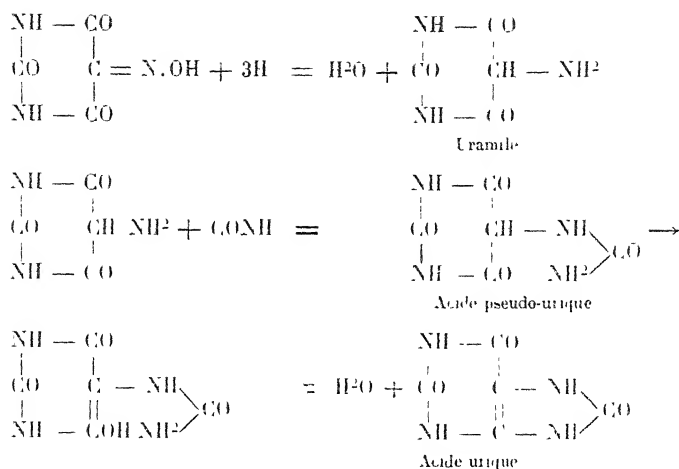 NH — CO NH — CO
CO C = N.OH + 3H = H²O + CO CH — NH²
NH — CO NH — CO
Uramile
NH — CO NH — CO
CO CH NH² + CONH = CO CH — NH CO →
NH — CO NH — CO NH²
Acide pseudo-urique
NH — CO NH — CO
CO C — NH CO = H²O + CO C — NH CO
NH — COH NH² NH — C — NH
Acide urique